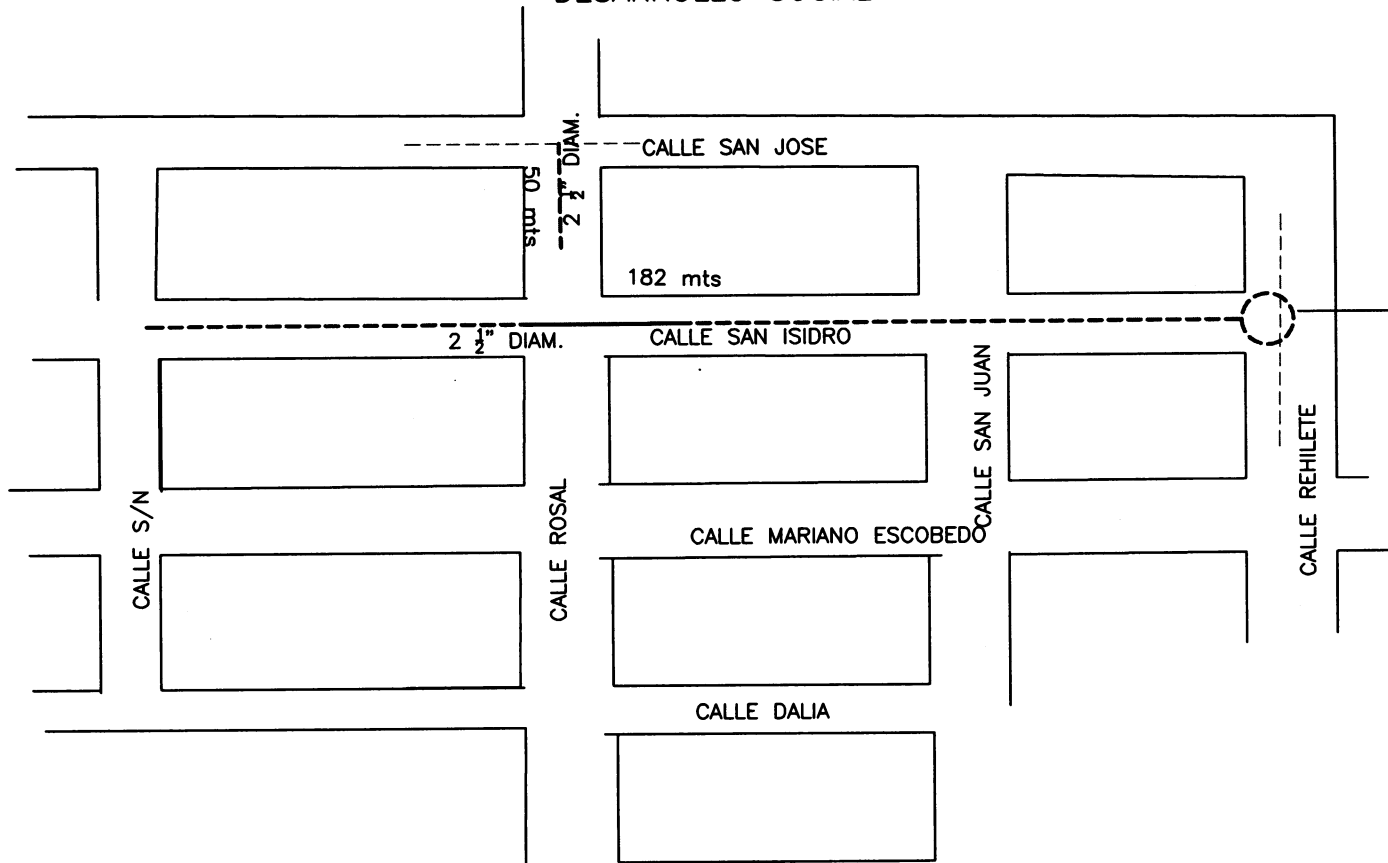 CALLE SAN JOSE
50 mts
2 ½" DIAM.
182 mts
2 ½" DIAM.
CALLE SAN ISIDRO
CALLE SAN JUAN
CALLE REHILETE
CALLE S/N
CALLE ROSAL
CALLE MARIANO ESCOBEDO
CALLE DALIA